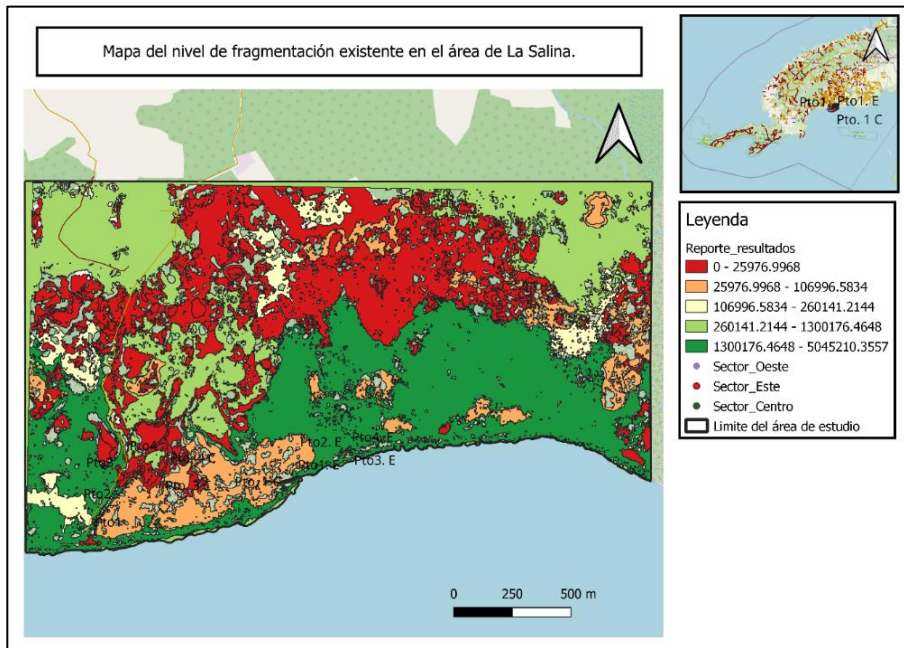 Mapa del nivel de fragmentación existente en el área de La Salina.
Pto1. E
Pto. 1 C
Leyenda
Reporte_resultados
0 - 25976.9968
25976.9968 - 106996.5834
106996.5834 - 260141.2144
260141.2144 - 1300176.4648
1300176.4648 - 5045210.3557
Sector_Oeste
Sector_Este
Sector_Centro
Limite del área de estudio
Pto2. E
Pto4. E
Pto1. E
Pto3. E
0 250 500 m